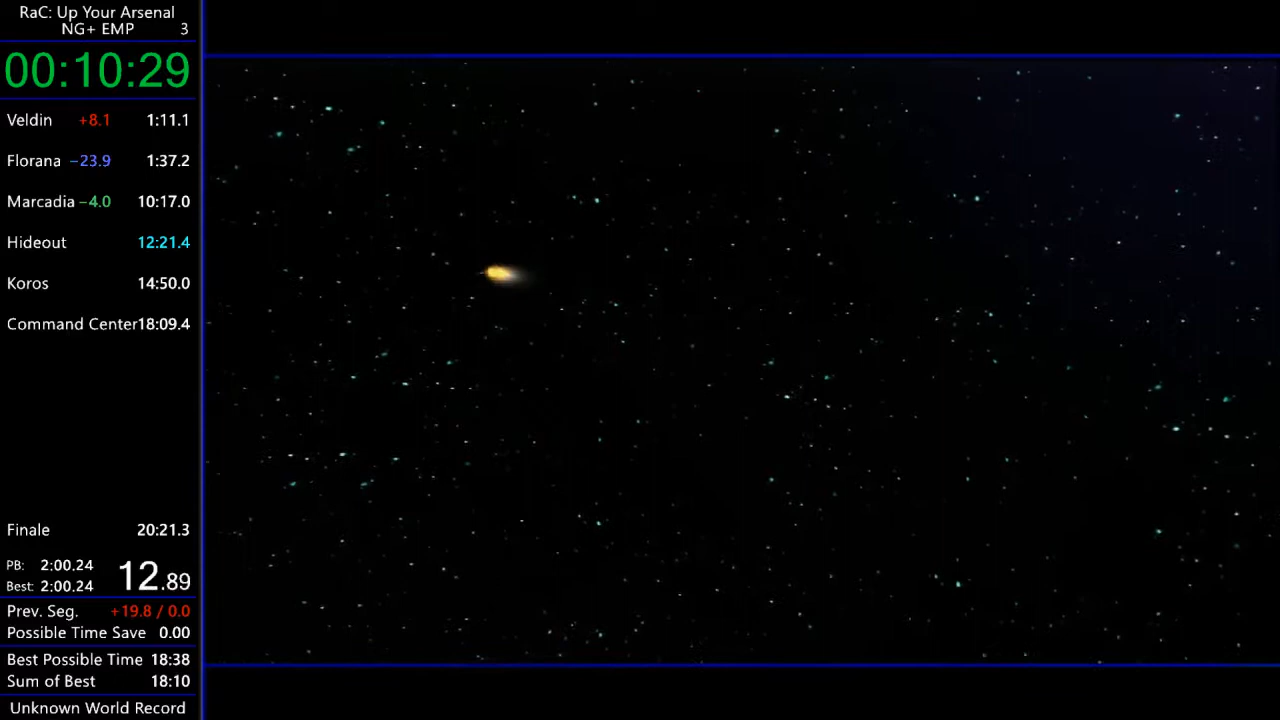 RaC: Up Your Arsenal
NG+ EMP 3
00:10:29
Veldin +8.1 1:11.1
Florana −23.9 1:37.2
Marcadia −4.0 10:17.0
Hideout 12:21.4
Koros 14:50.0
Command Center 18:09.4
Finale 20:21.3
PB: 2:00.24
Best: 2:00.24
12.89
Prev. Seg. +19.8 / 0.0
Possible Time Save 0.00
Best Possible Time 18:38
Sum of Best 18:10
Unknown World Record